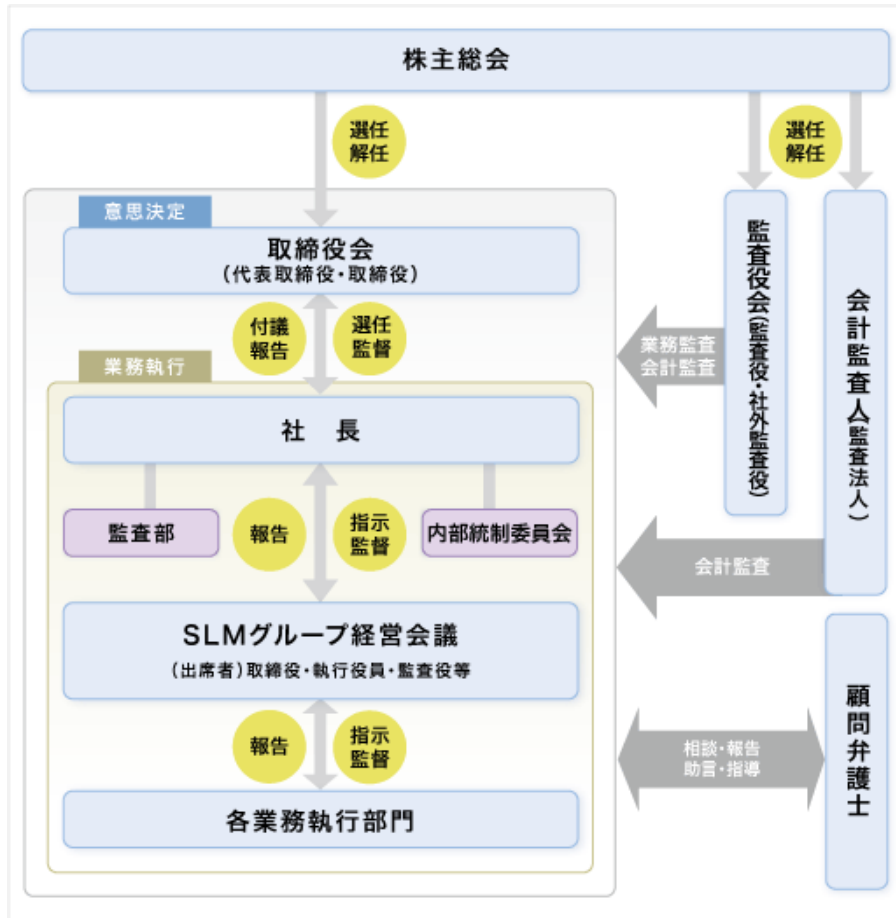 株主総会
選任
解任
選任
解任
意思決定
取締役会
(代表取締役・取締役)
付議
報告
選任
監督
業務執行
社 長
監査部
報告
指示
監督
内部統制委員会
SLMグループ経営会議
(出席者)取締役・執行役員・監査役等
報告
指示
監督
各業務執行部門
業務監査
会計監査
監査役会(監査役・社外監査役)
会計監査人(監査法人)
会計監査
相談・報告
助言・指導
顧問弁護士